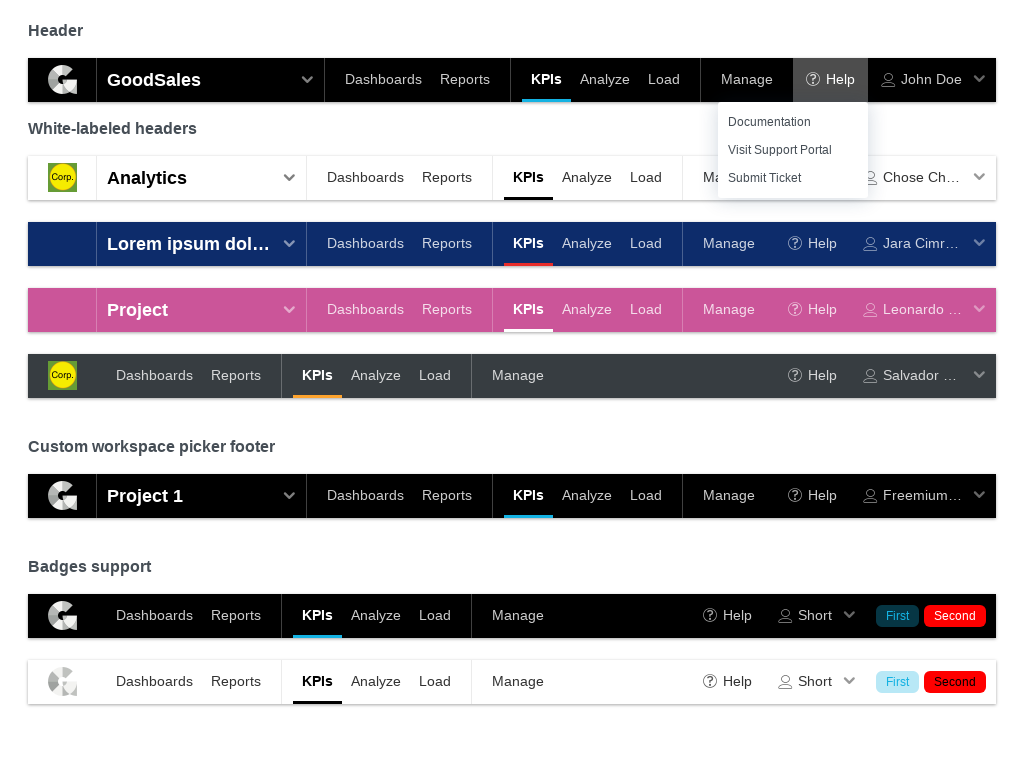 Header
GoodSales Dashboards Reports KPIs Analyze Load Manage Help John Doe
Documentation
Visit Support Portal
Submit Ticket
White-labeled headers
Corp. Analytics Dashboards Reports KPIs Analyze Load Chose Ch…
Lorem ipsum dol… Dashboards Reports KPIs Analyze Load Manage Help Jara Cimr…
Project Dashboards Reports KPIs Analyze Load Manage Help Leonardo …
Corp. Dashboards Reports KPIs Analyze Load Manage Help Salvador …
Custom workspace picker footer
Project 1 Dashboards Reports KPIs Analyze Load Manage Help Freemium…
Badges support
Dashboards Reports KPIs Analyze Load Manage Help Short First Second
Dashboards Reports KPIs Analyze Load Manage Help Short First Second